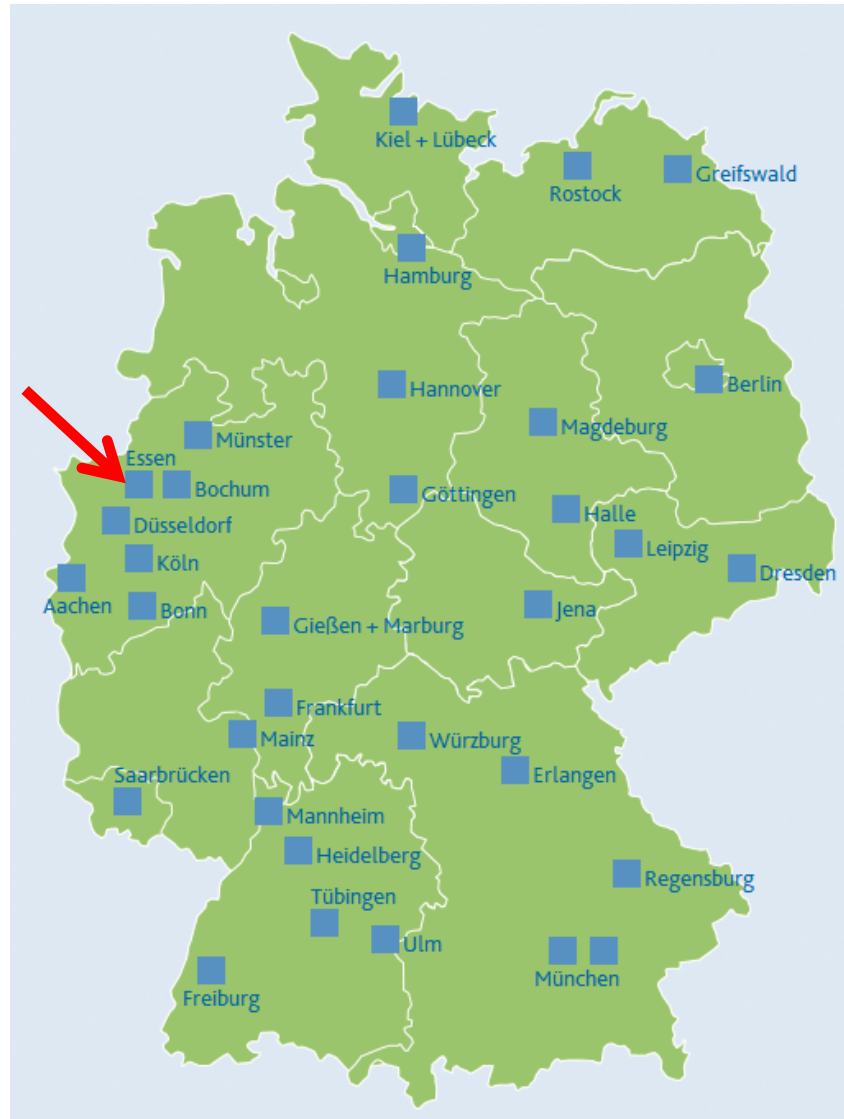 Kiel + Lübeck
Rostock
Greifswald
Hamburg
Hannover
Berlin
Münster
Magdeburg
Essen
Bochum
Göttingen
Düsseldorf
Halle
Köln
Leipzig
Dresden
Aachen
Bonn
Jena
Gießen + Marburg
Frankfurt
Mainz
Würzburg
Saarbrücken
Erlangen
Mannheim
Heidelberg
Regensburg
Tübingen
Ulm
München
Freiburg